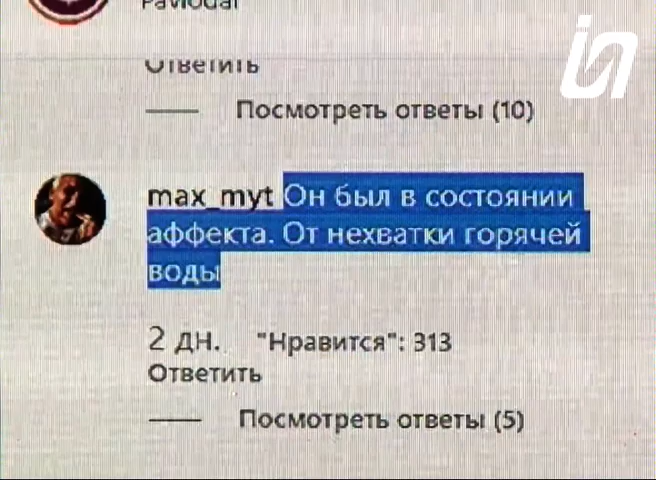 Pavlodar
Ответить
Посмотреть ответы (10)
max_myt Он был в состоянии
аффекта. От нехватки горячей
воды
2 дн. "Нравится": 313
Ответить
Посмотреть ответы (5)